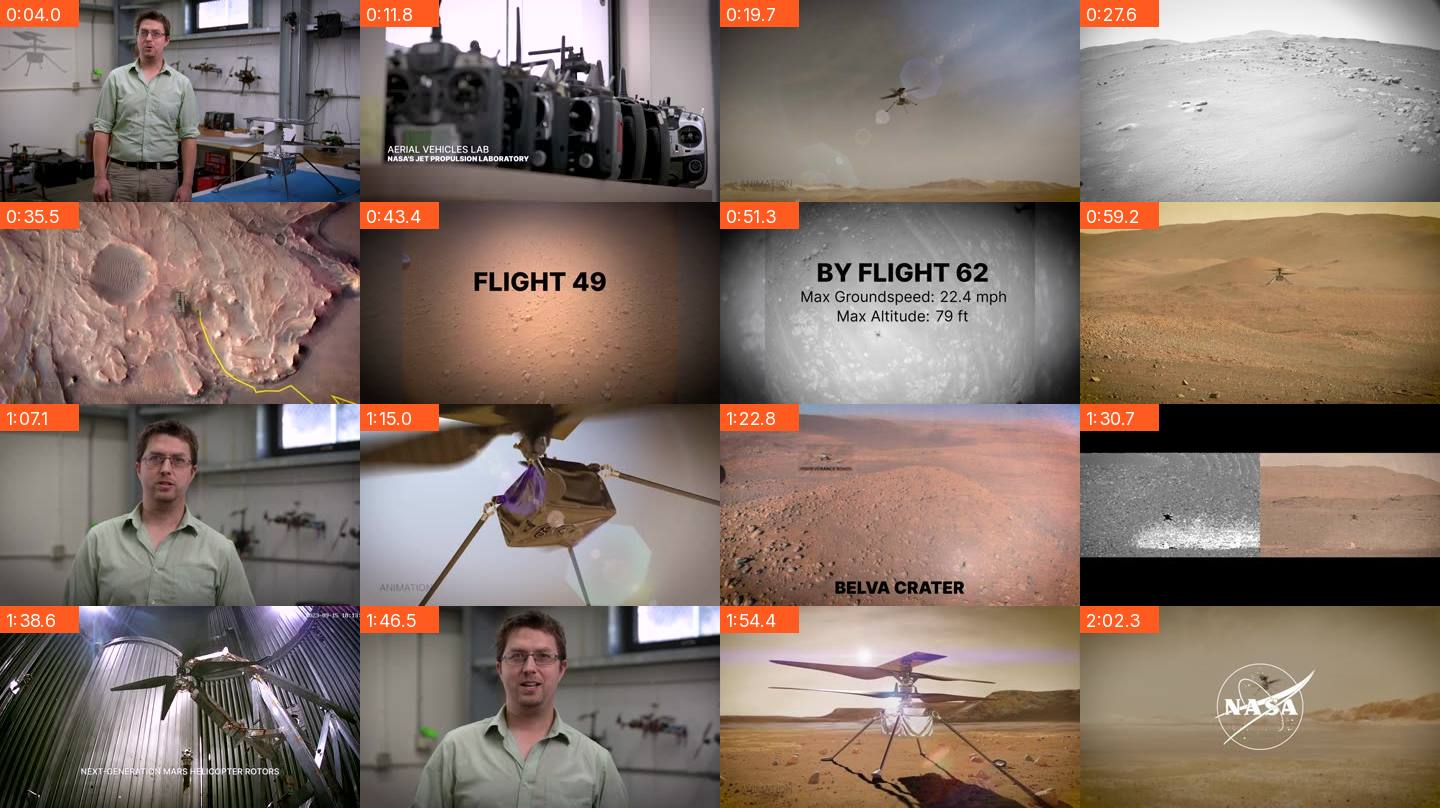 0:04.0
0:11.8
AERIAL VEHICLES LAB
NASA'S JET PROPULSION LABORATORY
0:19.7
ANIMATION
0:27.6
0:35.5
0:43.4
FLIGHT 49
0:51.3
BY FLIGHT 62
Max Groundspeed: 22.4 mph
Max Altitude: 79 ft
0:59.2
1:07.1
1:15.0
ANIMATION
1:22.8
PERSEVERANCE ROVER
BELVA CRATER
1:30.7
1:38.6
NEXT-GENERATION MARS HELICOPTER ROTORS
1:46.5
1:54.4
ANIMATION
2:02.3
NASA